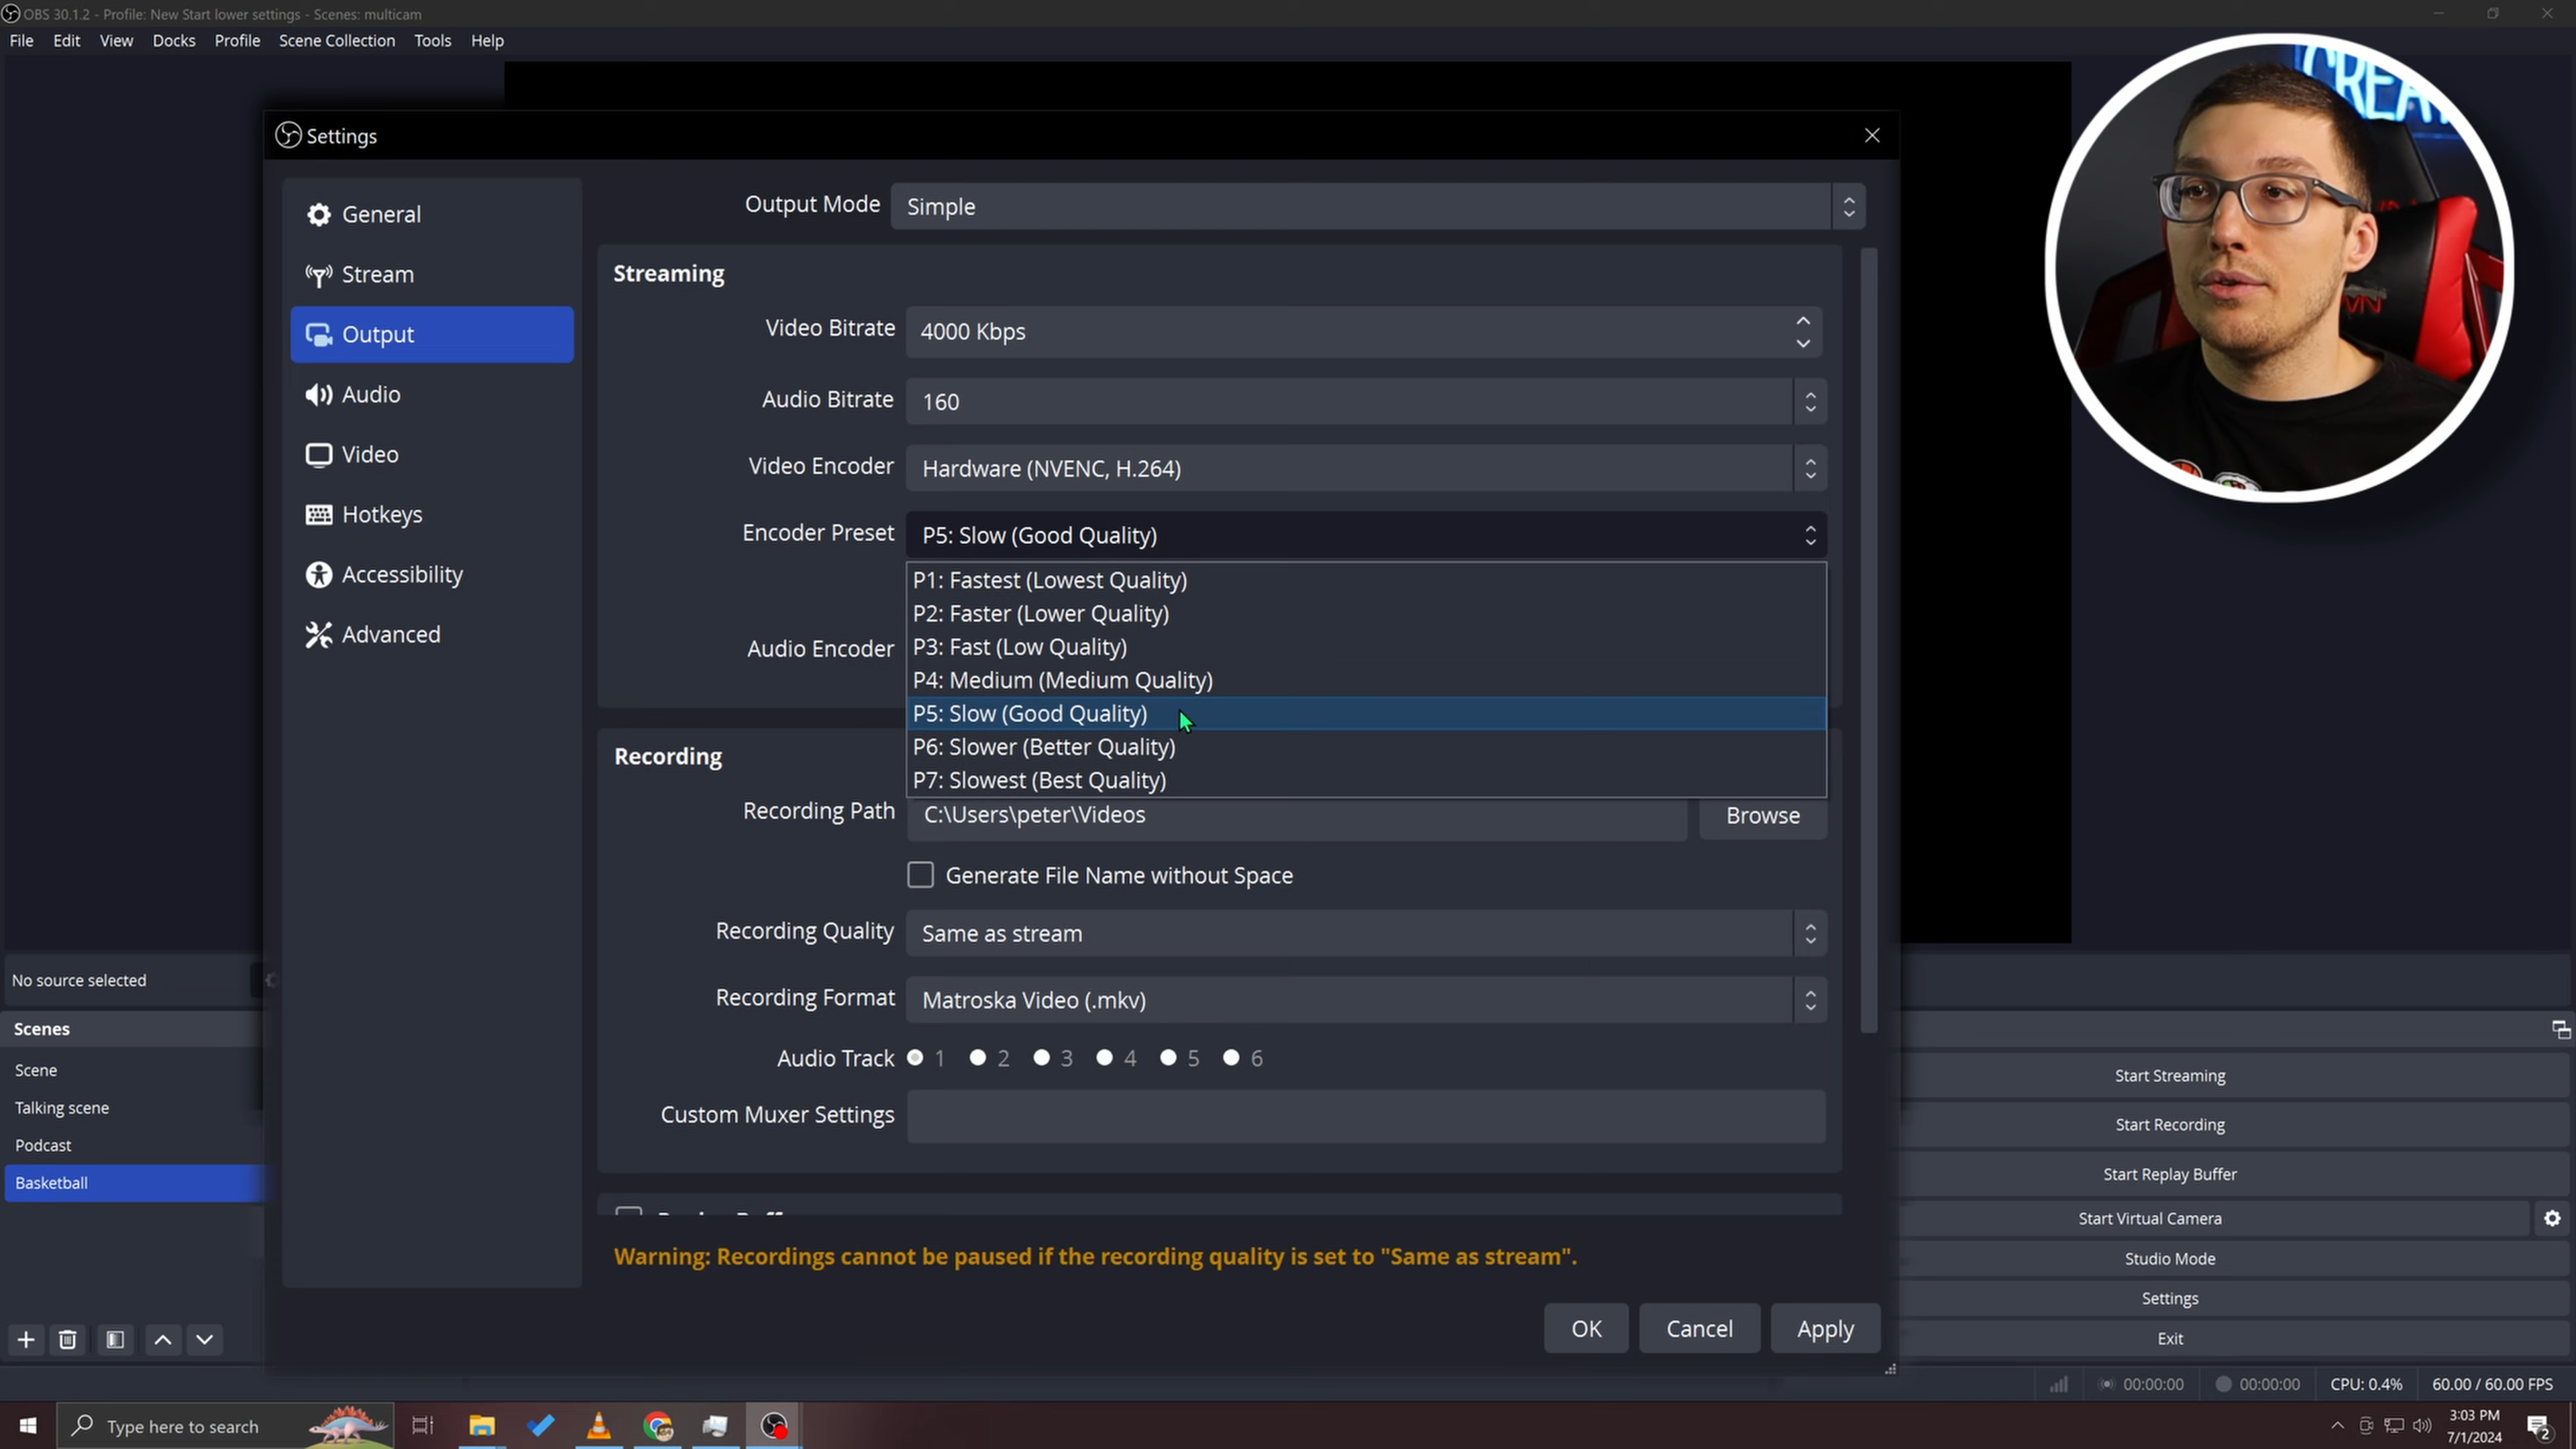 OBS 30.1.2 - Profile: New Start lower settings - Scenes: multicam
File Edit View Docks Profile Scene Collection Tools Help
CREAT
Settings
General
Stream
Output
Audio
Video
Hotkeys
Accessibility
Advanced
Output Mode Simple
Streaming
Video Bitrate 4000 Kbps
Audio Bitrate 160
Video Encoder Hardware (NVENC, H.264)
Encoder Preset P5: Slow (Good Quality)
P1: Fastest (Lowest Quality)
P2: Faster (Lower Quality)
P3: Fast (Low Quality)
Audio Encoder
P4: Medium (Medium Quality)
P5: Slow (Good Quality)
P6: Slower (Better Quality)
P7: Slowest (Best Quality)
Recording
Recording Path C:\Users\peter\Videos Browse
Generate File Name without Space
Recording Quality Same as stream
Recording Format Matroska Video (.mkv)
Audio Track 1 2 3 4 5 6
Custom Muxer Settings
Warning: Recordings cannot be paused if the recording quality is set to "Same as stream".
OK Cancel Apply
No source selected
Scenes
Scene
Talking scene
Podcast
Basketball
Start Streaming
Start Recording
Start Replay Buffer
Start Virtual Camera
Studio Mode
Settings
Exit
00:00:00 00:00:00 CPU: 0.4% 60.00 / 60.00 FPS
Type here to search
3:03 PM
7/1/2024
2